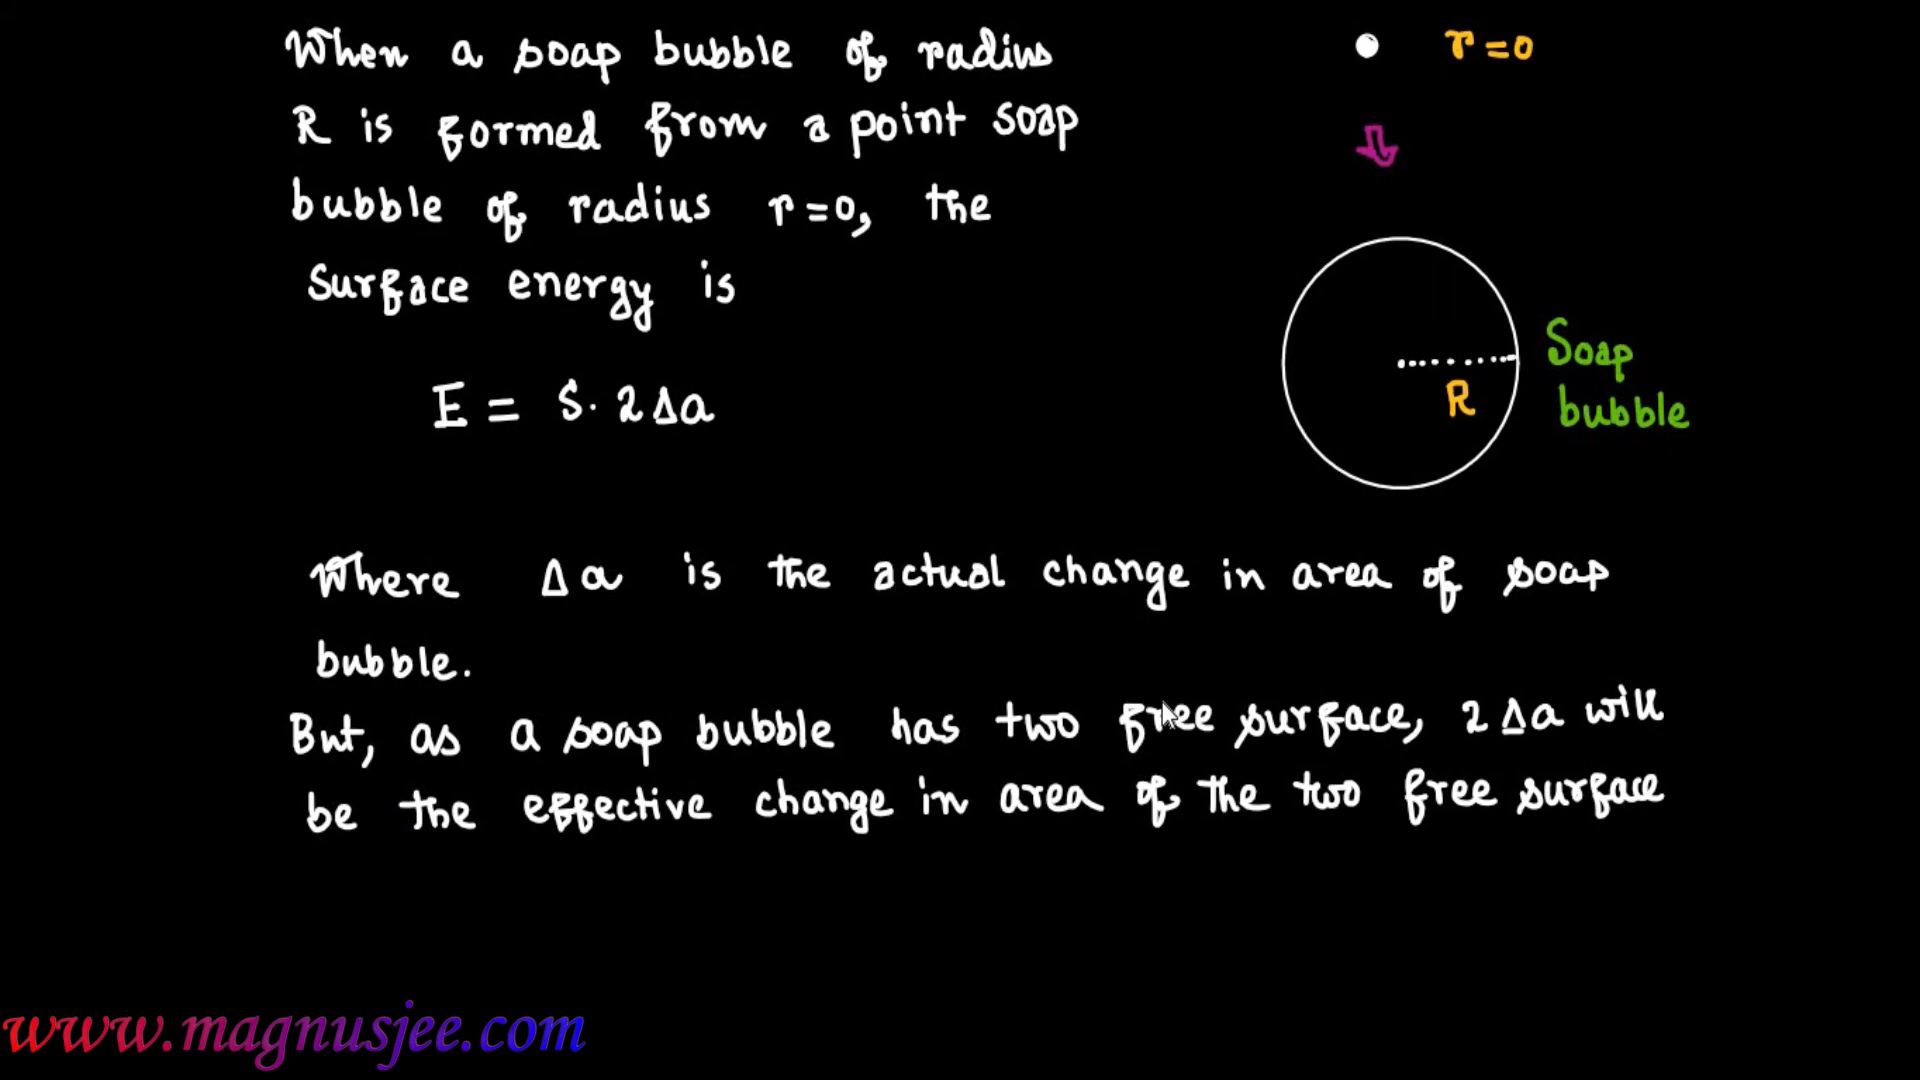 When a soap bubble of radius
R is formed from a point soap
bubble of radius r=0, the
Surface energy is
E = S. 2Δa
r=0
R
Soap
bubble
Where Δa is the actual change in area of soap
bubble.
But, as a soap bubble has two free surface, 2Δa will
be the effective change in area of the two free surface
www.magnusjee.com